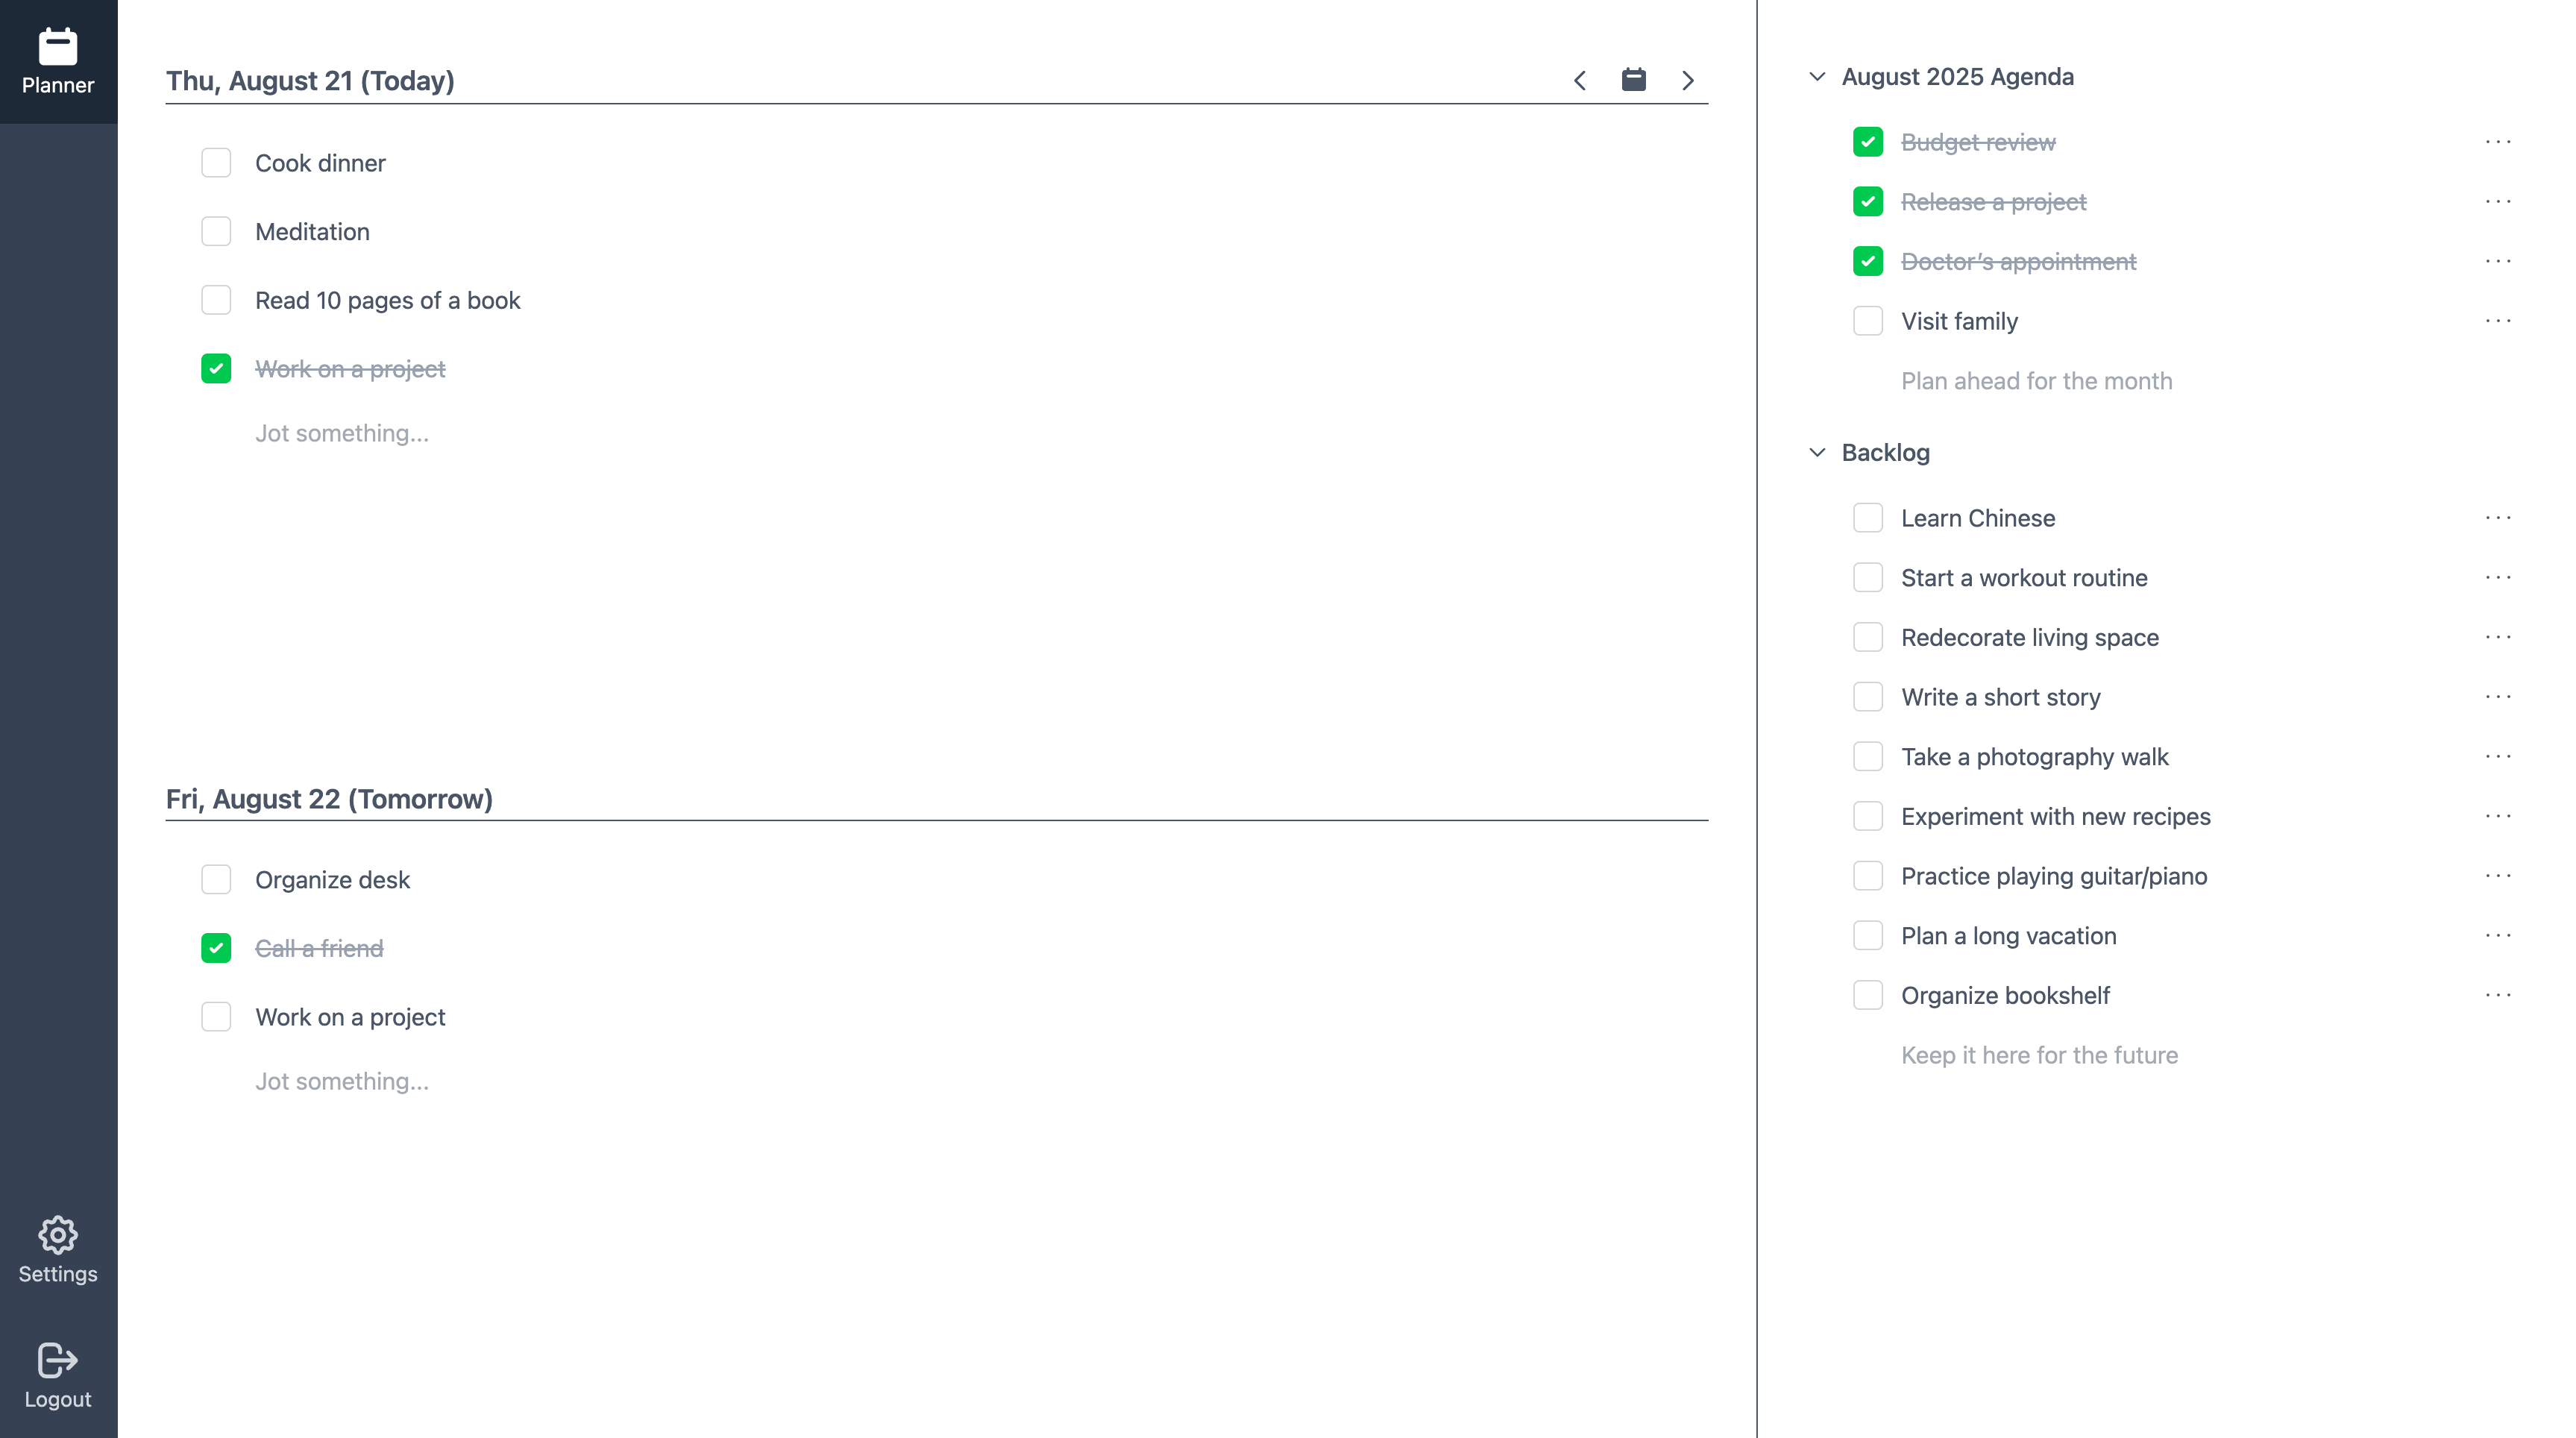 Planner
Settings
Logout
Thu, August 21 (Today)
Cook dinner
Meditation
Read 10 pages of a book
Work on a project
Jot something...
Fri, August 22 (Tomorrow)
Organize desk
Call a friend
Work on a project
Jot something...
August 2025 Agenda
Budget review
Release a project
Doctor’s appointment
Visit family
Plan ahead for the month
Backlog
Learn Chinese
Start a workout routine
Redecorate living space
Write a short story
Take a photography walk
Experiment with new recipes
Practice playing guitar/piano
Plan a long vacation
Organize bookshelf
Keep it here for the future